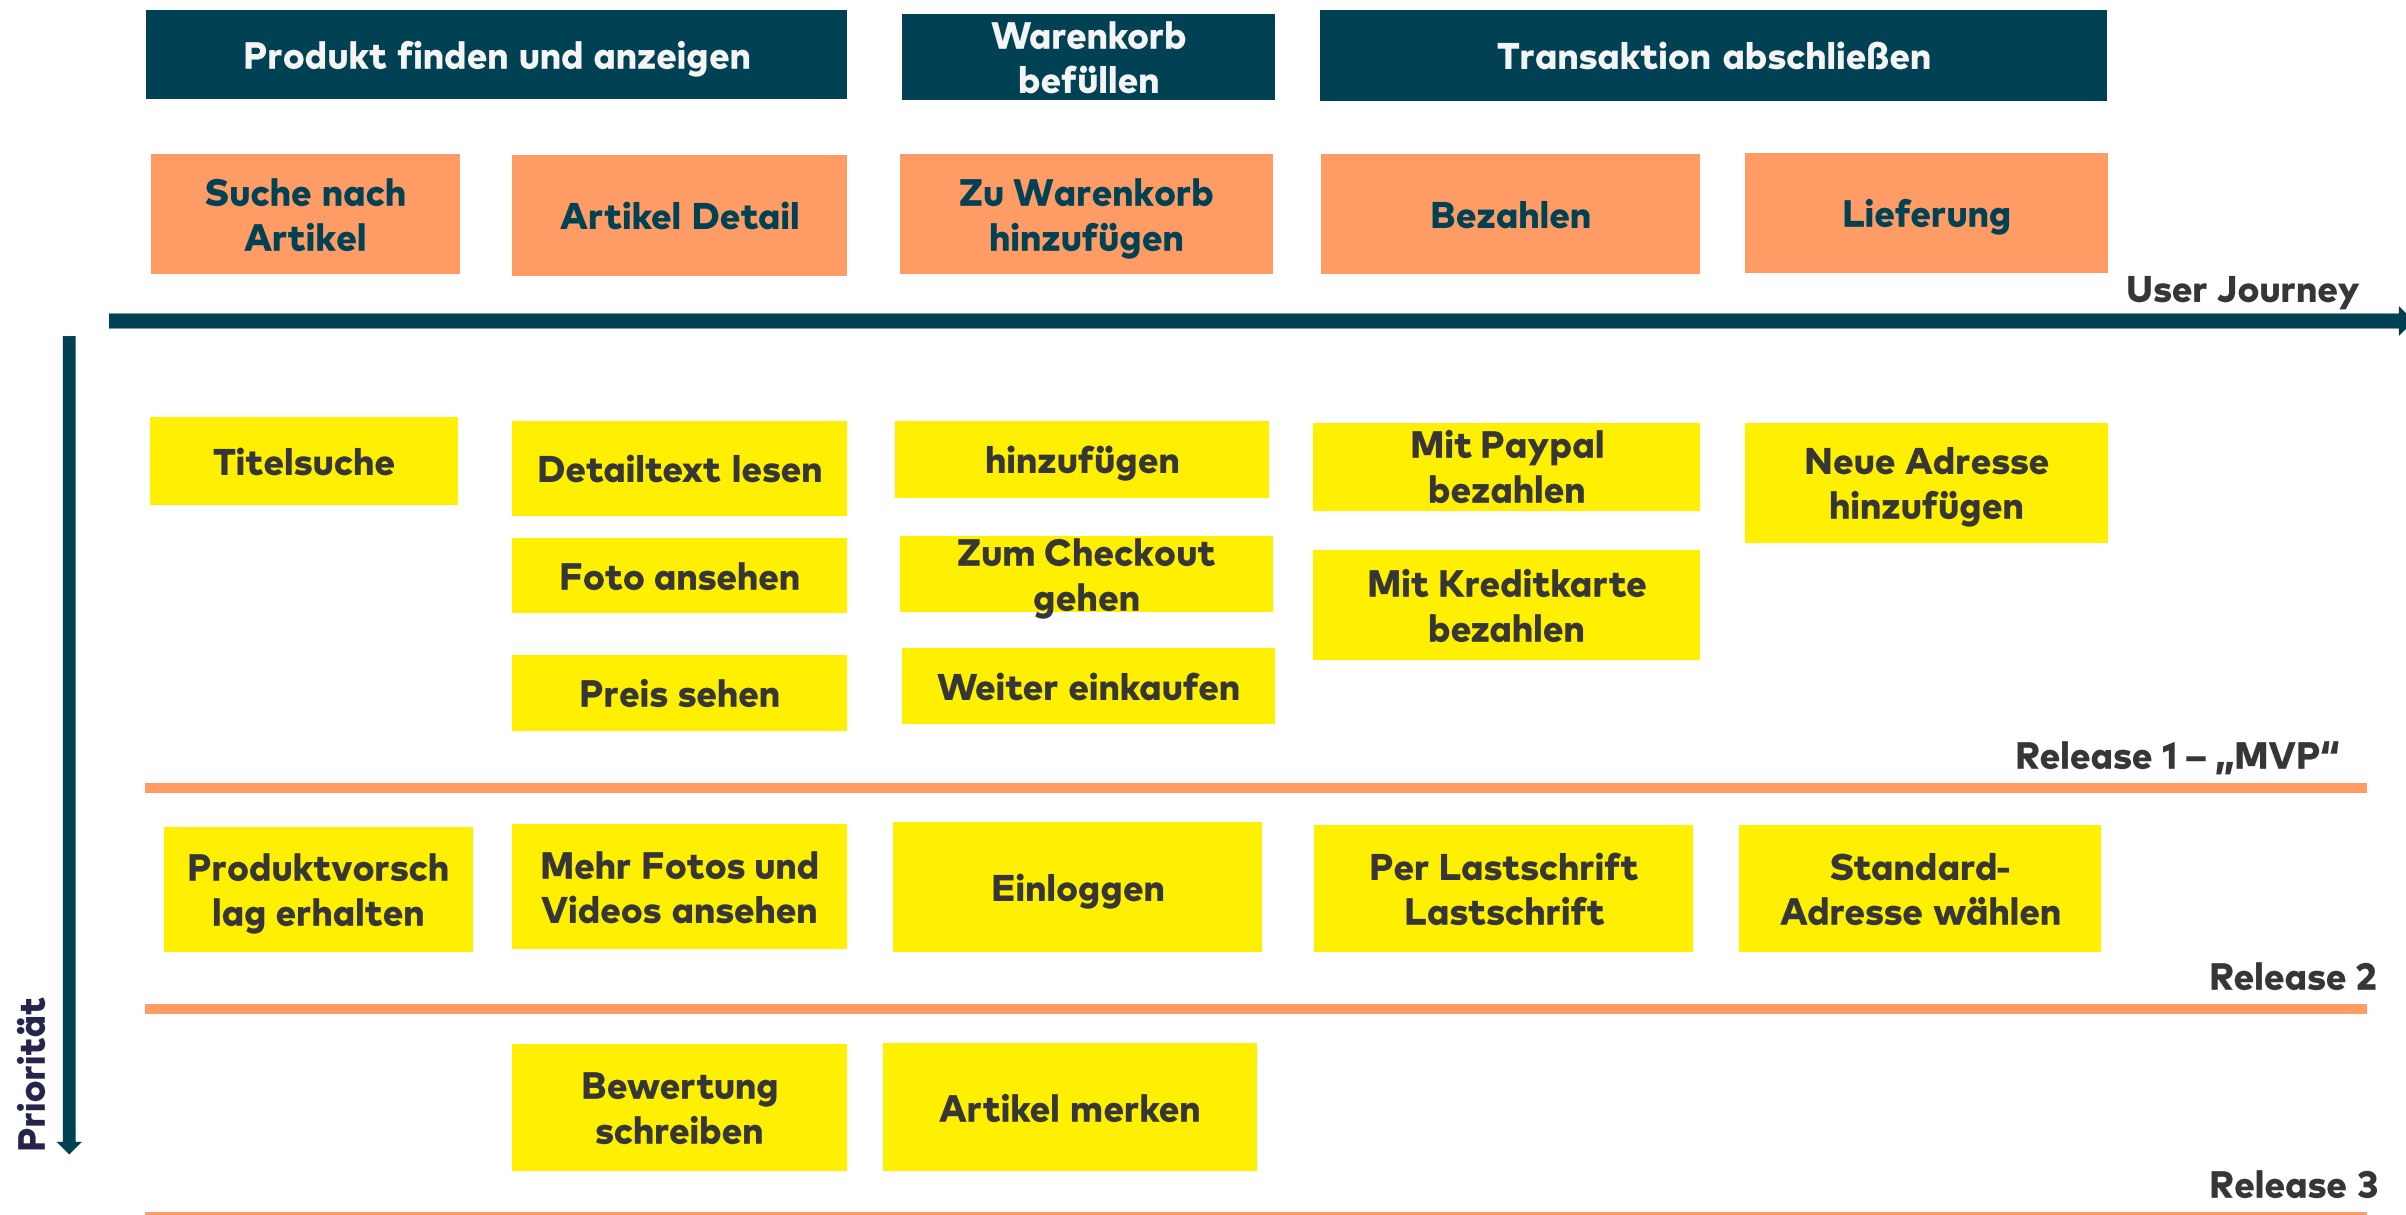 Produkt finden und anzeigen
Warenkorb
befüllen
Transaktion abschließen
Suche nach
Artikel
Artikel Detail
Zu Warenkorb
hinzufügen
Bezahlen
Lieferung
User Journey
Titelsuche
Detailtext lesen
hinzufügen
Mit Paypal
bezahlen
Neue Adresse
hinzufügen
Foto ansehen
Zum Checkout
gehen
Mit Kreditkarte
bezahlen
Preis sehen
Weiter einkaufen
Release 1 – „MVP“
Produktvorsch
lag erhalten
Mehr Fotos und
Videos ansehen
Einloggen
Per Lastschrift
Lastschrift
Standard-
Adresse wählen
Release 2
Priorität
Bewertung
schreiben
Artikel merken
Release 3